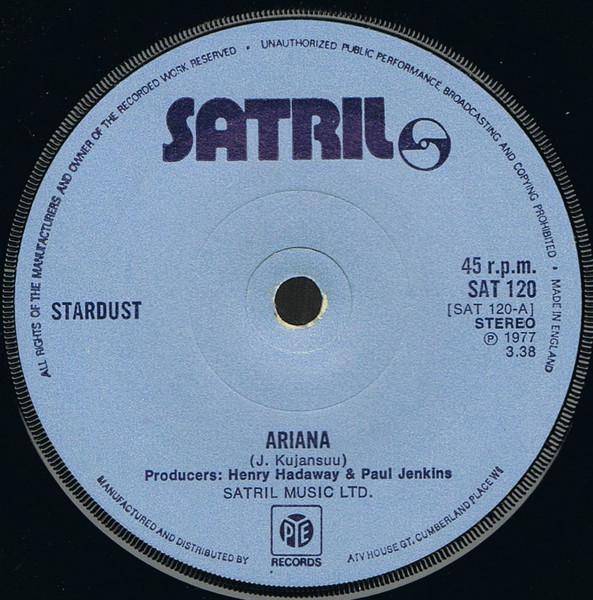 ALL RIGHTS OF THE MANUFACTURERS AND OWNER OF THE RECORDED WORK RESERVED • UNAUTHORIZED PUBLIC PERFORMANCE, BROADCASTING AND COPYING PROHIBITED • MADE IN ENGLAND
SATRIL
45 r.p.m.
SAT 120
[SAT 120-A]
STEREO
℗ 1977
3.38
STARDUST
ARIANA
(J. Kujansuu)
Producers: Henry Hadaway & Paul Jenkins
SATRIL MUSIC LTD.
PYE
RECORDS
MANUFACTURED AND DISTRIBUTED BY
ATV HOUSE GT. CUMBERLAND PLACE W1